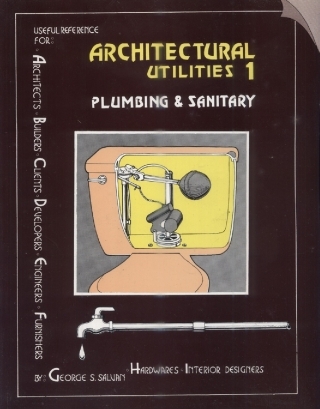 USEFUL REFERENCE
FOR:
ARCHITECTURAL
UTILITIES 1
PLUMBING & SANITARY
ARCHITECTS · BUILDERS · CLIENTS · DEVELOPERS · ENGINEERS · FURNISHERS
· HARDWARES · INTERIOR DESIGNERS
BY: GEORGE S. SALVAN